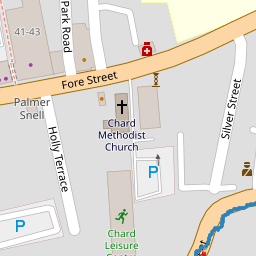 41-43
Park Road
Fore Street
Silver Street
Palmer
Snell
Chard
Methodist
Church
Holly Terrace
P
P
Chard
Leisure